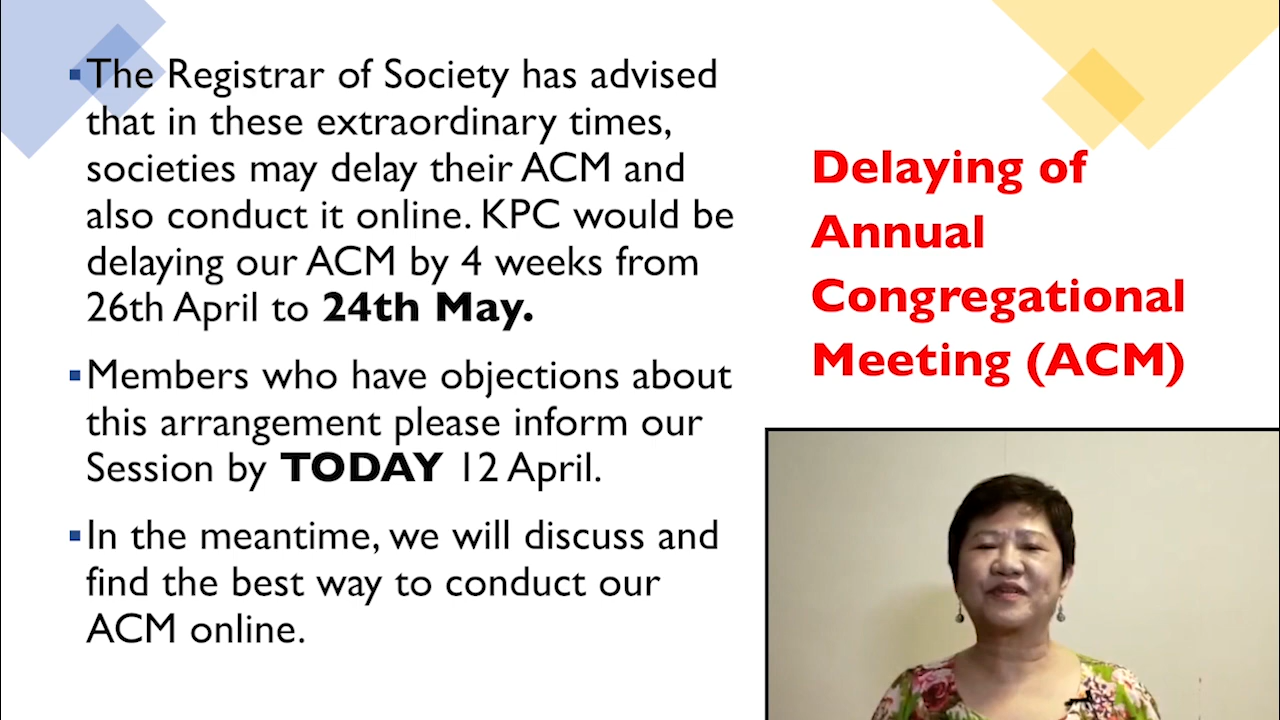 ▪The Registrar of Society has advised
that in these extraordinary times,
societies may delay their ACM and
also conduct it online. KPC would be
delaying our ACM by 4 weeks from
26th April to 24th May.
▪Members who have objections about
this arrangement please inform our
Session by TODAY 12 April.
▪In the meantime, we will discuss and
find the best way to conduct our
ACM online.
Delaying of
Annual
Congregational
Meeting (ACM)